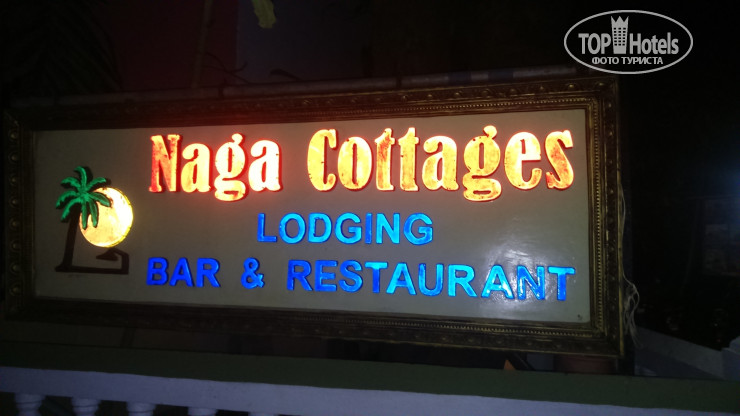 TOP Hotels
ФОТО ТУРИСТА
Naga Cottages
LODGING
BAR & RESTAURANT